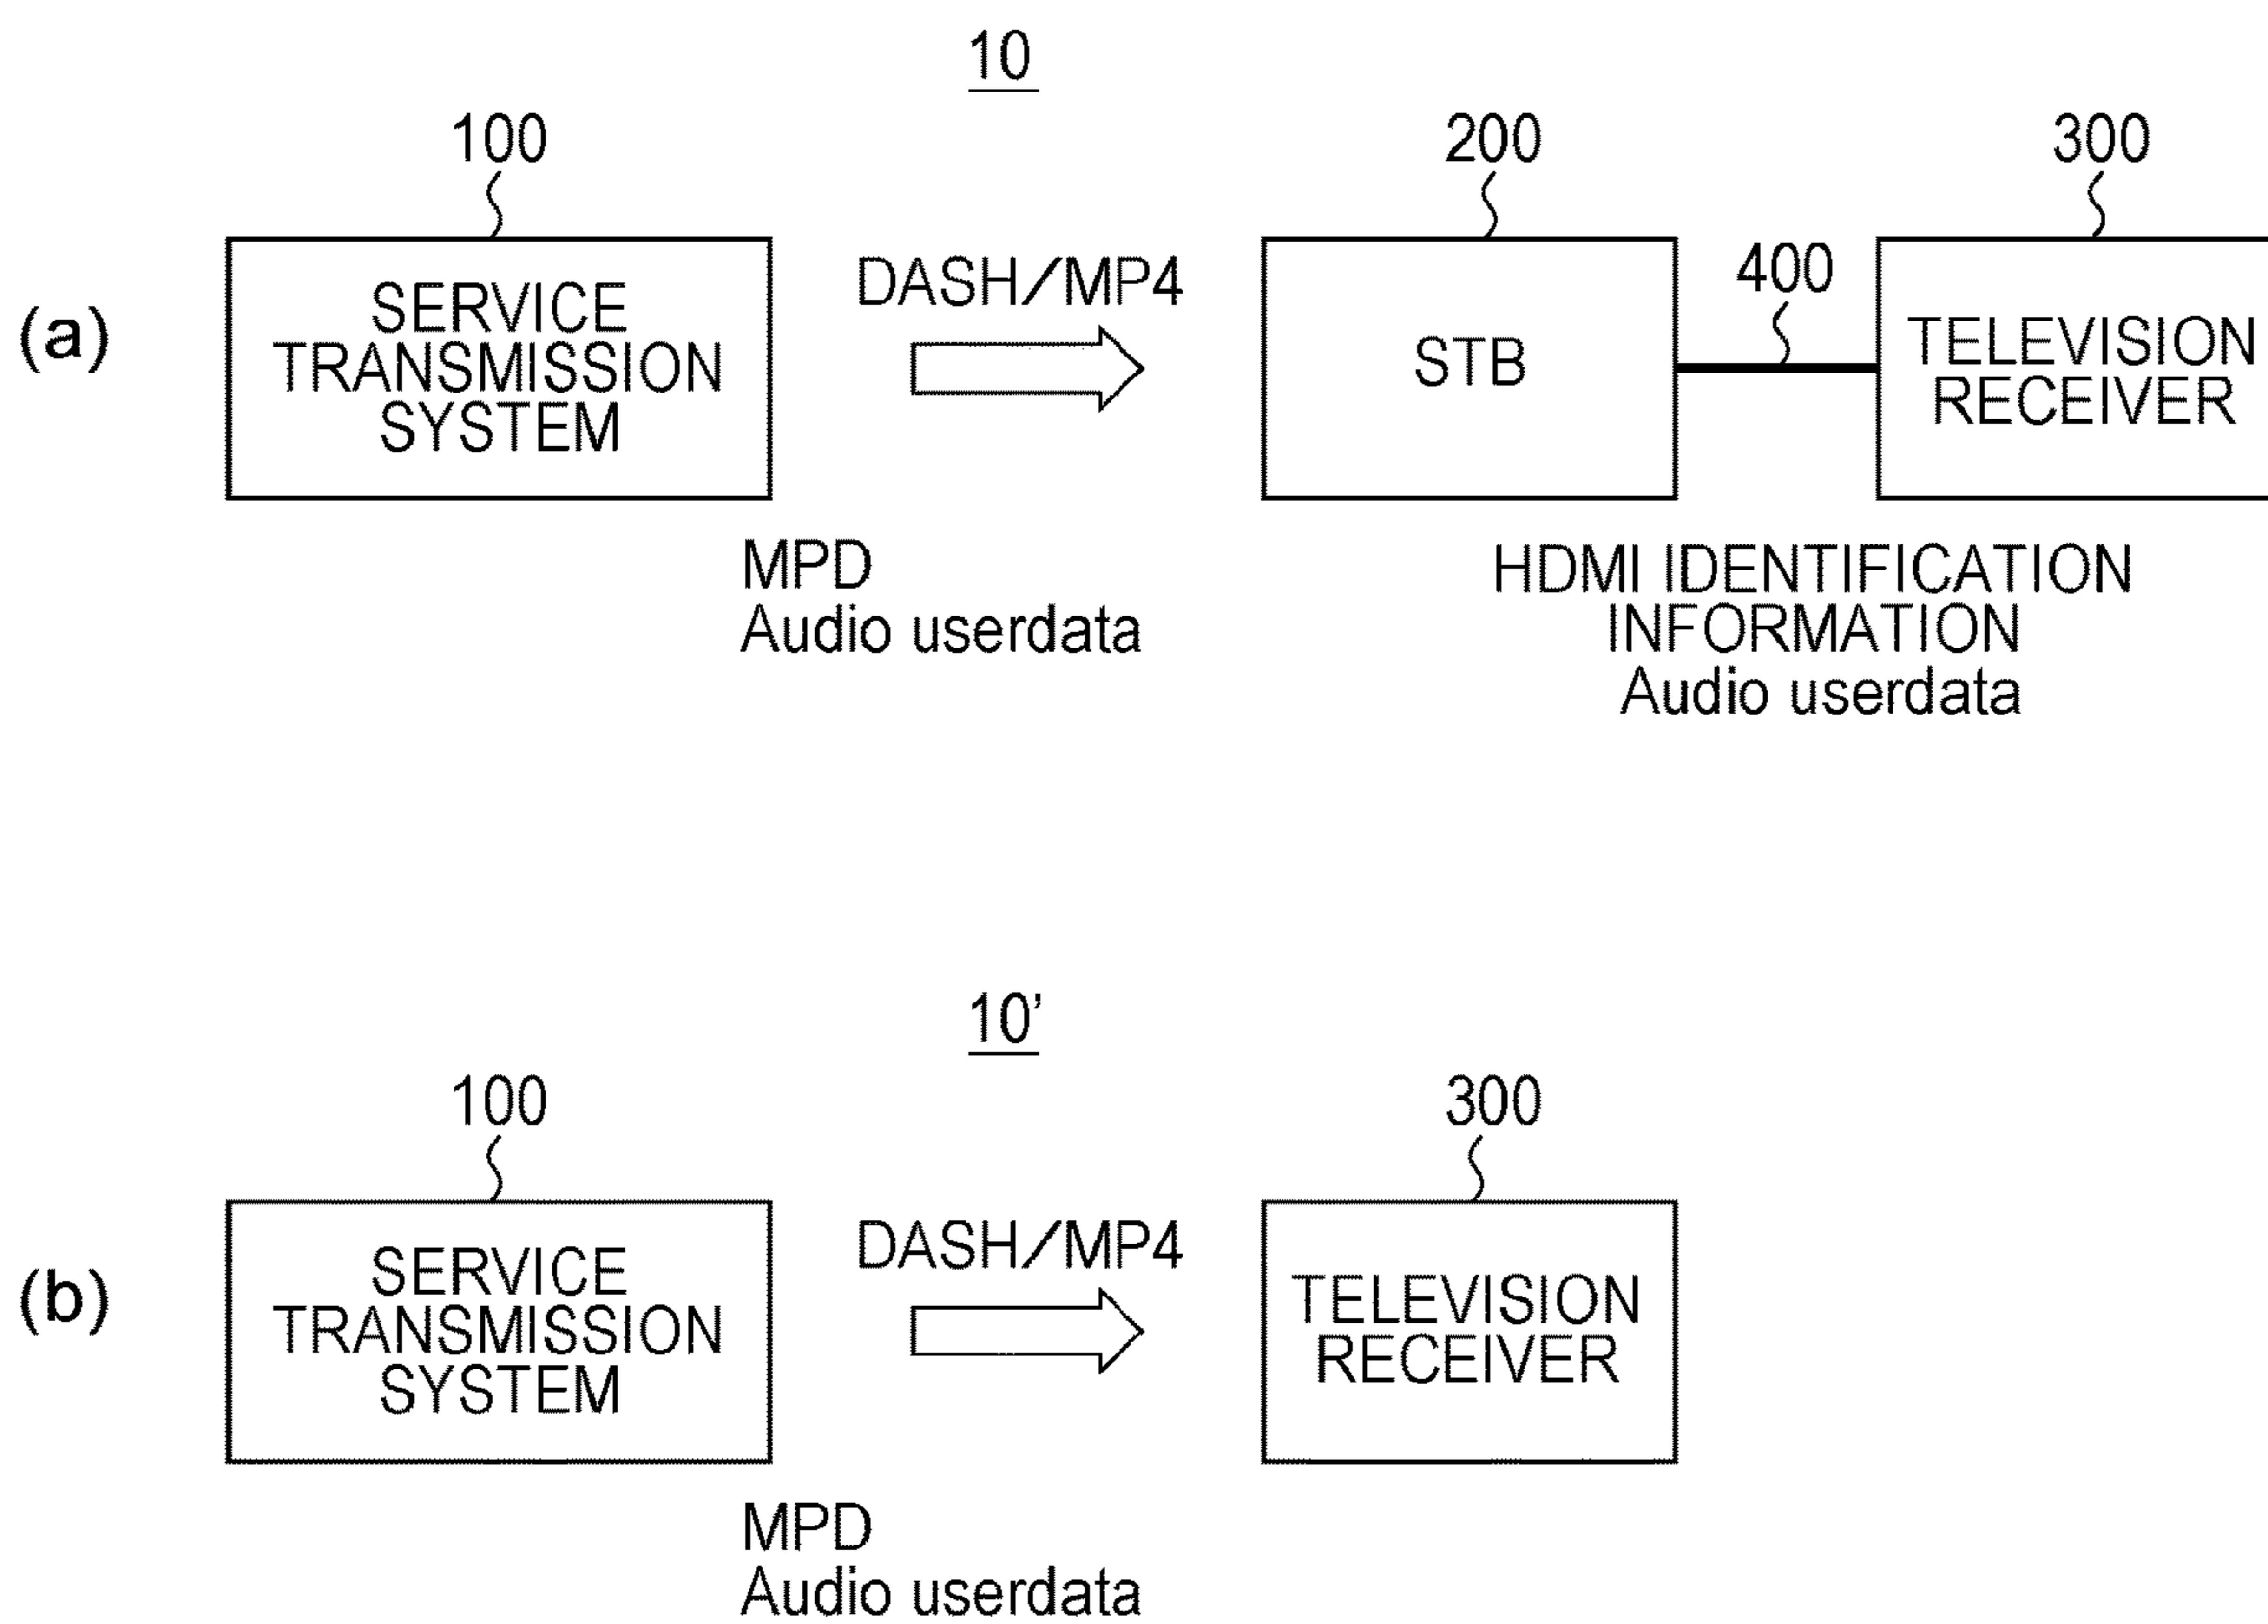 10
100
200
300
(a)
SERVICE
TRANSMISSION
SYSTEM
DASH/MP4
STB
400
TELEVISION
RECEIVER
MPD
Audio userdata
HDMI IDENTIFICATION
INFORMATION
Audio userdata
10'
100
300
(b)
SERVICE
TRANSMISSION
SYSTEM
DASH/MP4
TELEVISION
RECEIVER
MPD
Audio userdata